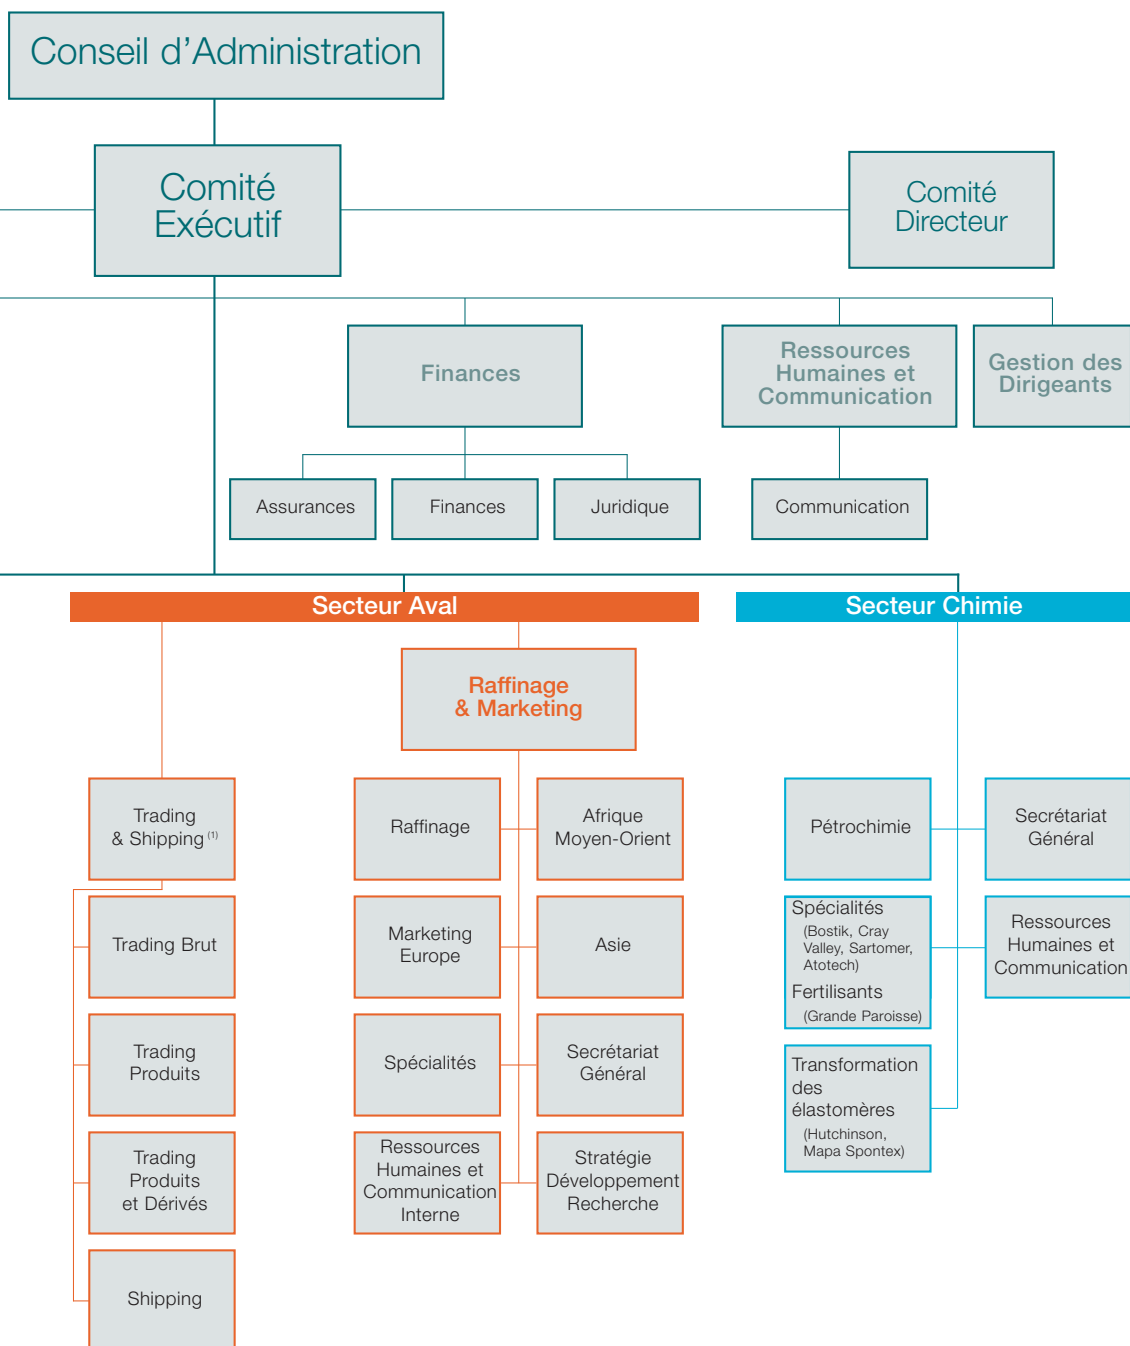 Conseil d'Administration
Comité
Exécutif
Comité
Directeur
Finances
Ressources
Humaines et
Communication
Gestion des
Dirigeants
Assurances
Finances
Juridique
Communication
Secteur Aval
Secteur Chimie
Raffinage
& Marketing
Trading
& Shipping (1)
Trading Brut
Trading
Produits
Trading
Produits
et Dérivés
Shipping
Raffinage
Afrique
Moyen-Orient
Marketing
Europe
Asie
Spécialités
Secrétariat
Général
Ressources
Humaines et
Communication
Interne
Stratégie
Développement
Recherche
Pétrochimie
Secrétariat
Général
Spécialités
(Bostik, Cray
Valley, Sartomer,
Atotech)
Fertilisants
(Grande Paroisse)
Ressources
Humaines et
Communication
Transformation
des
élastomères
(Hutchinson,
Mapa Spontex)